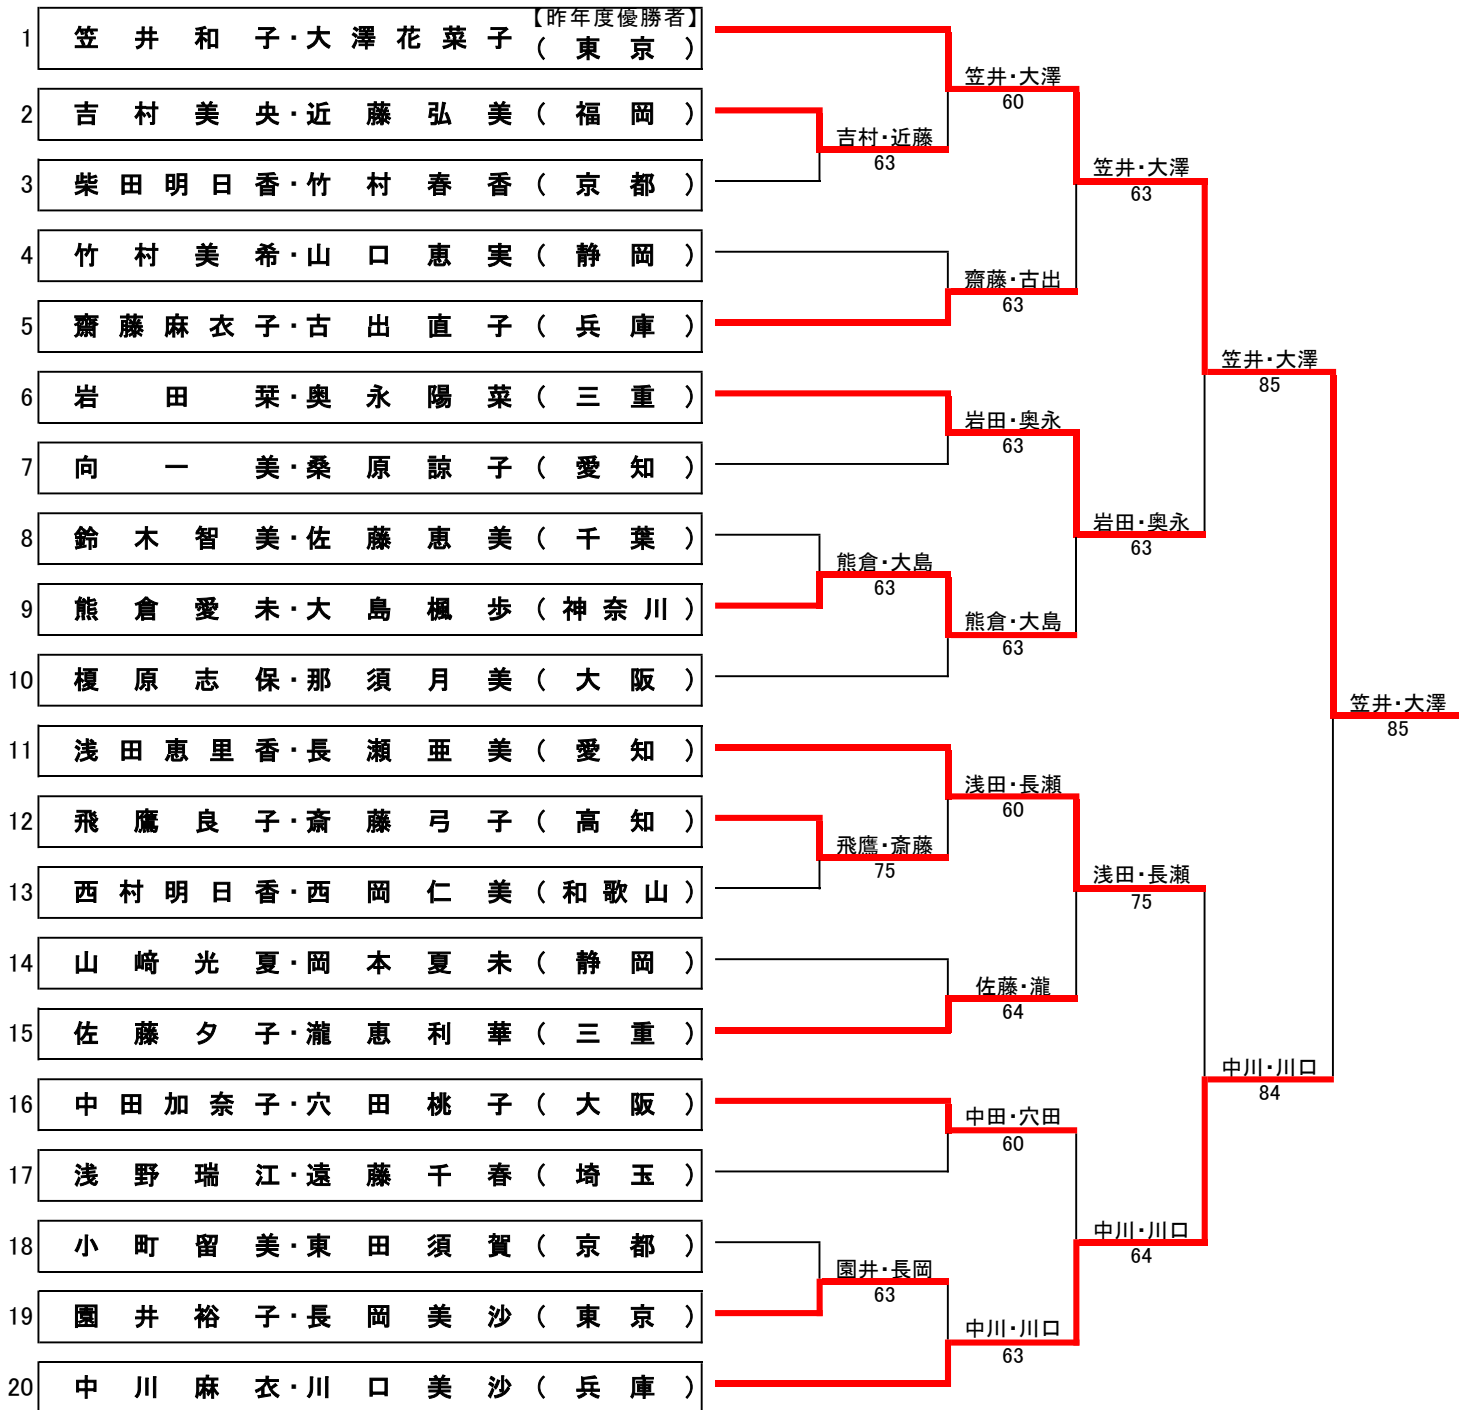 【昨年度優勝者】
1 笠井和子・大澤花菜子(東京)
2 吉村美央・近藤弘美(福岡)
3 柴田明日香・竹村春香(京都)
4 竹村美希・山口恵実(静岡)
5 齋藤麻衣子・古出直子(兵庫)
6 岩田栞・奥永陽菜(三重)
7 向一美・桑原諒子(愛知)
8 鈴木智美・佐藤恵美(千葉)
9 熊倉愛未・大島楓歩(神奈川)
10 榎原志保・那須月美(大阪)
11 浅田恵里香・長瀬亜美(愛知)
12 飛鷹良子・斎藤弓子(高知)
13 西村明日香・西岡仁美(和歌山)
14 山﨑光夏・岡本夏未(静岡)
15 佐藤夕子・瀧恵利華(三重)
16 中田加奈子・穴田桃子(大阪)
17 浅野瑞江・遠藤千春(埼玉)
18 小町留美・東田須賀(京都)
19 園井裕子・長岡美沙(東京)
20 中川麻衣・川口美沙(兵庫)
吉村・近藤
63
熊倉・大島
63
飛鷹・斎藤
75
園井・長岡
63
笠井・大澤
60
齋藤・古出
63
岩田・奥永
63
熊倉・大島
63
浅田・長瀬
60
佐藤・瀧
64
中田・穴田
60
中川・川口
63
笠井・大澤
63
岩田・奥永
63
浅田・長瀬
75
中川・川口
64
笠井・大澤
85
中川・川口
84
笠井・大澤
85